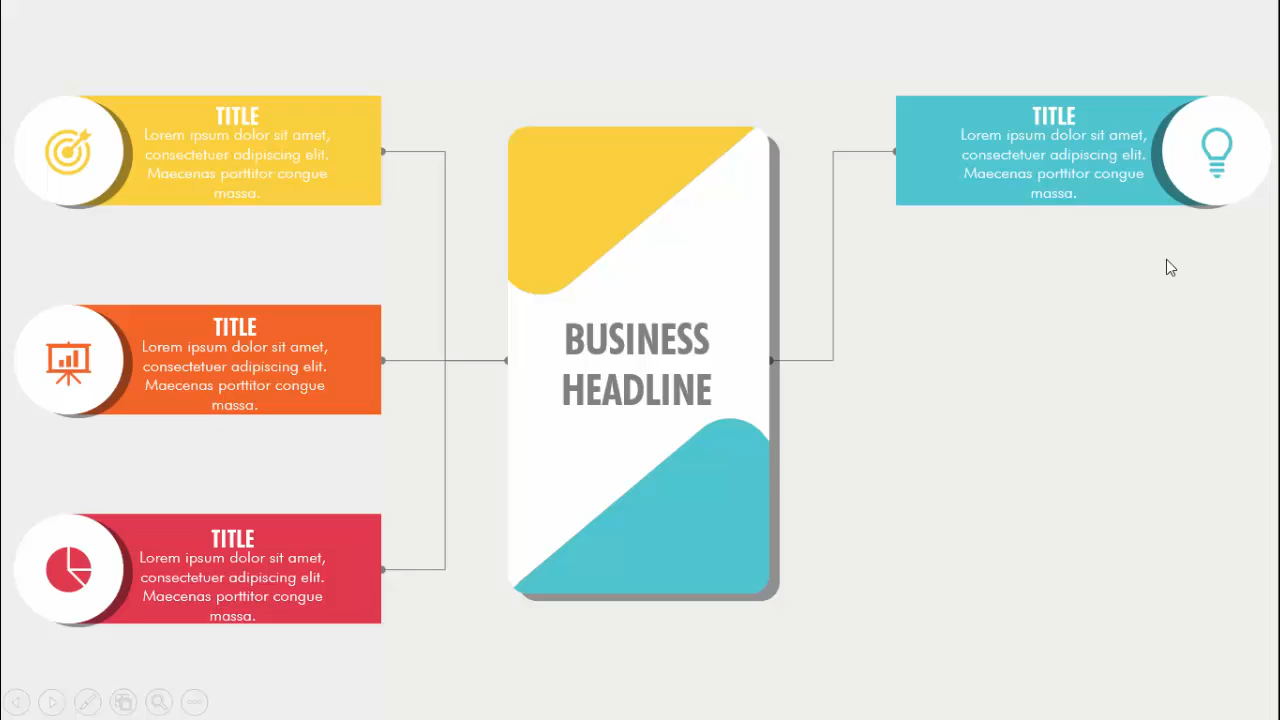 TITLE
Lorem ipsum dolor sit amet,
consectetuer adipiscing elit.
Maecenas porttitor congue
massa.
TITLE
Lorem ipsum dolor sit amet,
consectetuer adipiscing elit.
Maecenas porttitor congue
massa.
TITLE
Lorem ipsum dolor sit amet,
consectetuer adipiscing elit.
Maecenas porttitor congue
massa.
BUSINESS
HEADLINE
TITLE
Lorem ipsum dolor sit amet,
consectetuer adipiscing elit.
Maecenas porttitor congue
massa.